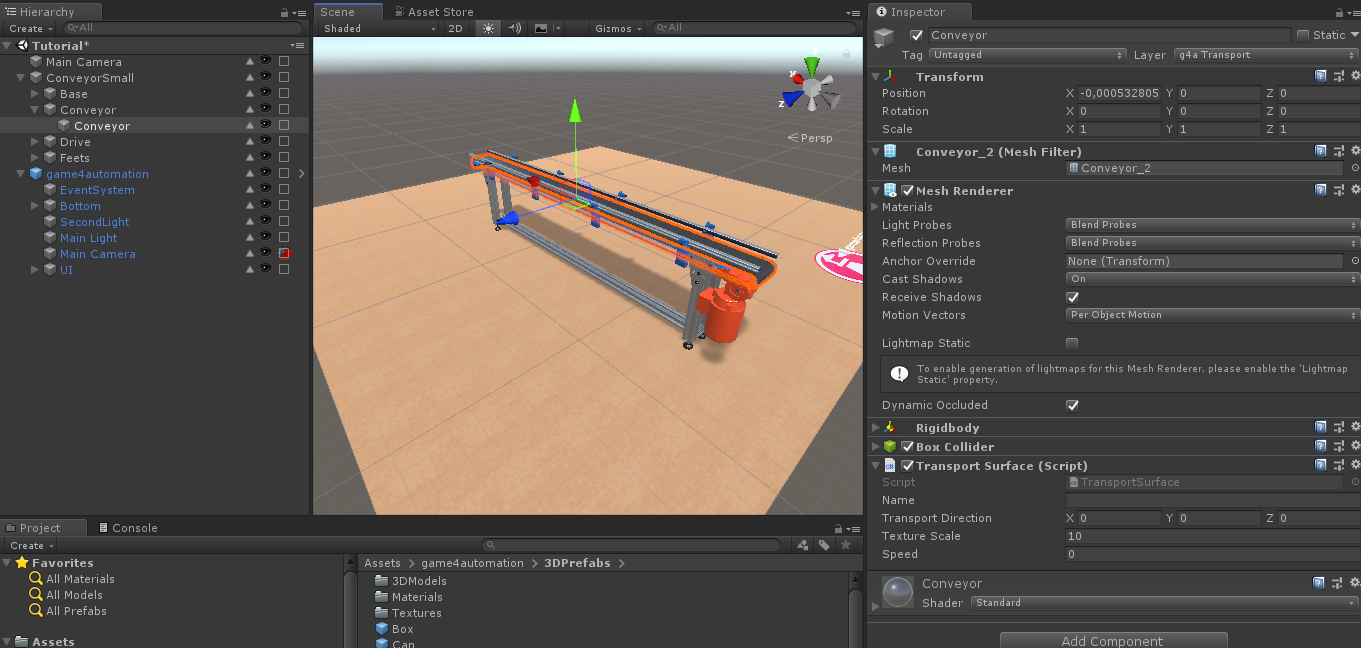 Hierarchy
Create
All
Tutorial*
Main Camera
ConveyorSmall
Base
Conveyor
Conveyor
Drive
Feets
game4automation
EventSystem
Bottom
SecondLight
Main Light
Main Camera
UI
Scene
Asset Store
Shaded
2D
Gizmos
All
y
x
z
Persp
Project
Console
Create
Favorites
All Materials
All Models
All Prefabs
Assets
Assets > game4automation > 3DPrefabs >
3DModels
Materials
Textures
Box
Can
Inspector
Conveyor
Static
Tag Untagged Layer g4a Transport
Transform
Position X -0,000532805 Y 0 Z 0
Rotation X 0 Y 0 Z 0
Scale X 1 Y 1 Z 1
Conveyor_2 (Mesh Filter)
Mesh Conveyor_2
Mesh Renderer
Materials
Light Probes Blend Probes
Reflection Probes Blend Probes
Anchor Override None (Transform)
Cast Shadows On
Receive Shadows
Motion Vectors Per Object Motion
Lightmap Static
To enable generation of lightmaps for this Mesh Renderer, please enable the 'Lightmap
Static' property.
Dynamic Occluded
Rigidbody
Box Collider
Transport Surface (Script)
Script TransportSurface
Name
Transport Direction X 0 Y 0 Z 0
Texture Scale 10
Speed 0
Conveyor
Shader Standard
Add Component